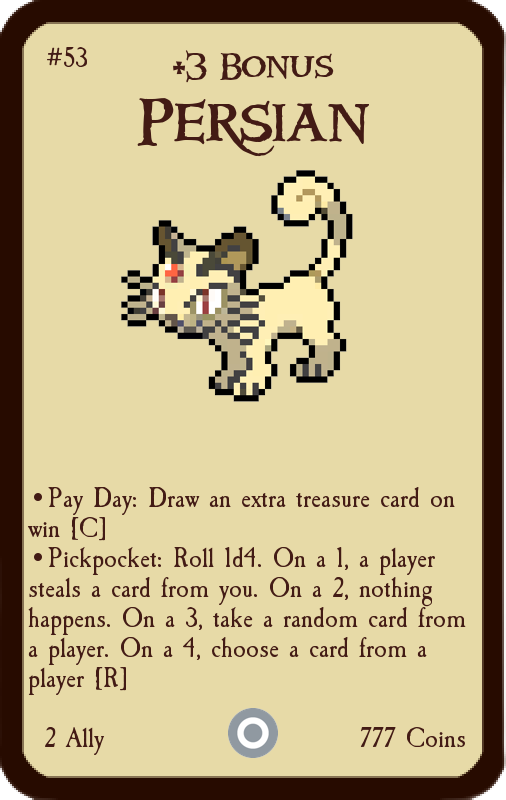 #53
+3 Bonus
Persian
•Pay Day: Draw an extra treasure card on
win [C]
•Pickpocket: Roll 1d4. On a 1, a player
steals a card from you. On a 2, nothing
happens. On a 3, take a random card from
a player. On a 4, choose a card from a
player [R]
2 Ally
777 Coins